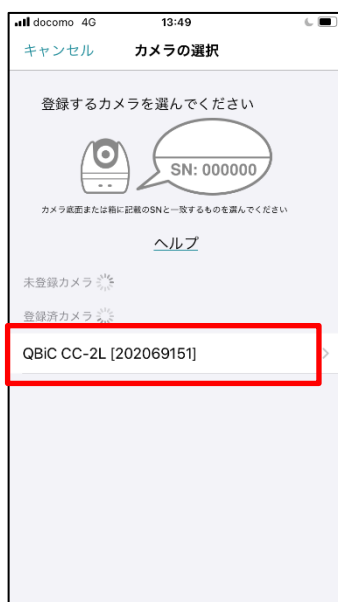 docomo 4G 13:49
キャンセル カメラの選択
登録するカメラを選んでください
SN: 000000
カメラ底面または箱に記載のSNと一致するものを選んでください
ヘルプ
未登録カメラ
登録済カメラ
QBiC CC-2L [202069151]